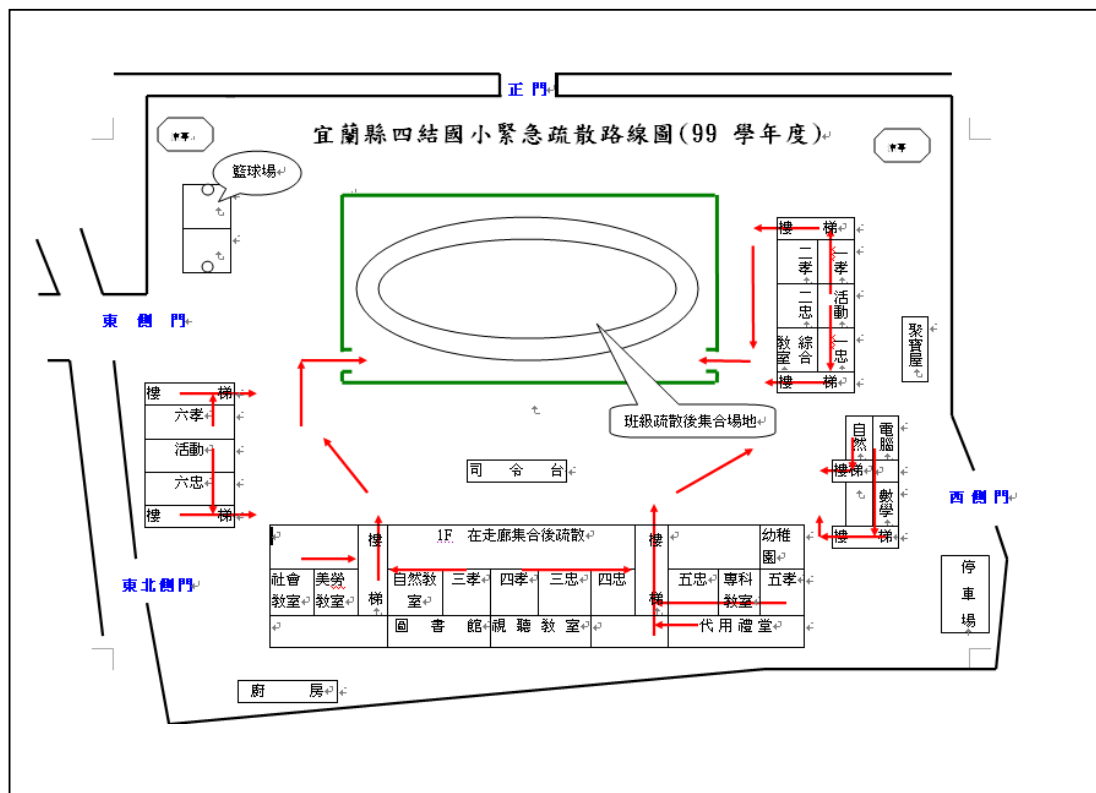 正門
宜蘭縣四結國小緊急疏散路線圖(99 學年度)
涼亭
涼亭
籃球場
東 側 門
樓 梯
六孝
活動
六忠
樓 梯
東北側門
樓 梯
二孝 一孝
二忠 活動
綜合教室 一忠
樓 梯
聚寶屋
班級疏散後集合場地
司 令 台
自然 電腦
樓梯
數學
樓 梯
西側門
停車場
樓梯
1F 在走廊集合後疏散
樓梯
幼稚園
社會教室 美勞教室 自然教室 三孝 四孝 三忠 四忠 五忠 專科教室 五孝
圖 書 館 視聽教室 代用禮堂
廚 房